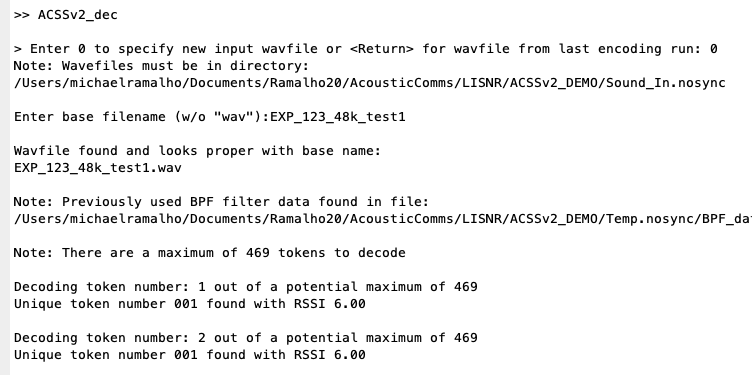 >> ACSSv2_dec
> Enter 0 to specify new input wavfile or <Return> for wavfile from last encoding run: 0
Note: Wavefiles must be in directory:
/Users/michaelramalho/Documents/Ramalho20/AcousticComms/LISNR/ACSSv2_DEMO/Sound_In.nosync
Enter base filename (w/o "wav"):EXP_123_48k_test1
Wavfile found and looks proper with base name:
EXP_123_48k_test1.wav
Note: Previously used BPF filter data found in file:
/Users/michaelramalho/Documents/Ramalho20/AcousticComms/LISNR/ACSSv2_DEMO/Temp.nosync/BPF_da
Note: There are a maximum of 469 tokens to decode
Decoding token number: 1 out of a potential maximum of 469
Unique token number 001 found with RSSI 6.00
Decoding token number: 2 out of a potential maximum of 469
Unique token number 001 found with RSSI 6.00